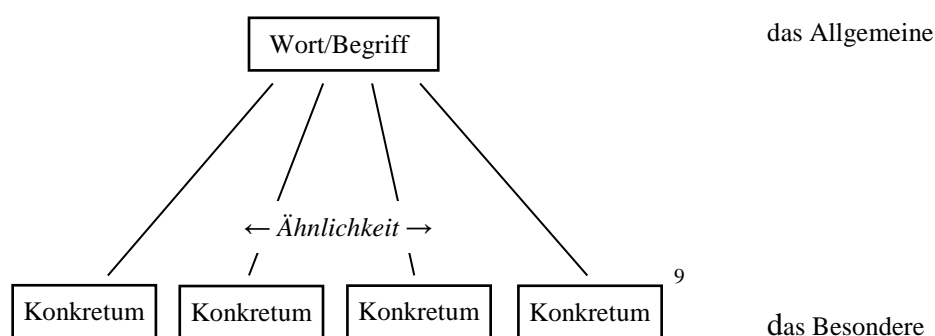 Wort/Begriff das Allgemeine
← Ähnlichkeit →
9
Konkretum Konkretum Konkretum Konkretum das Besondere